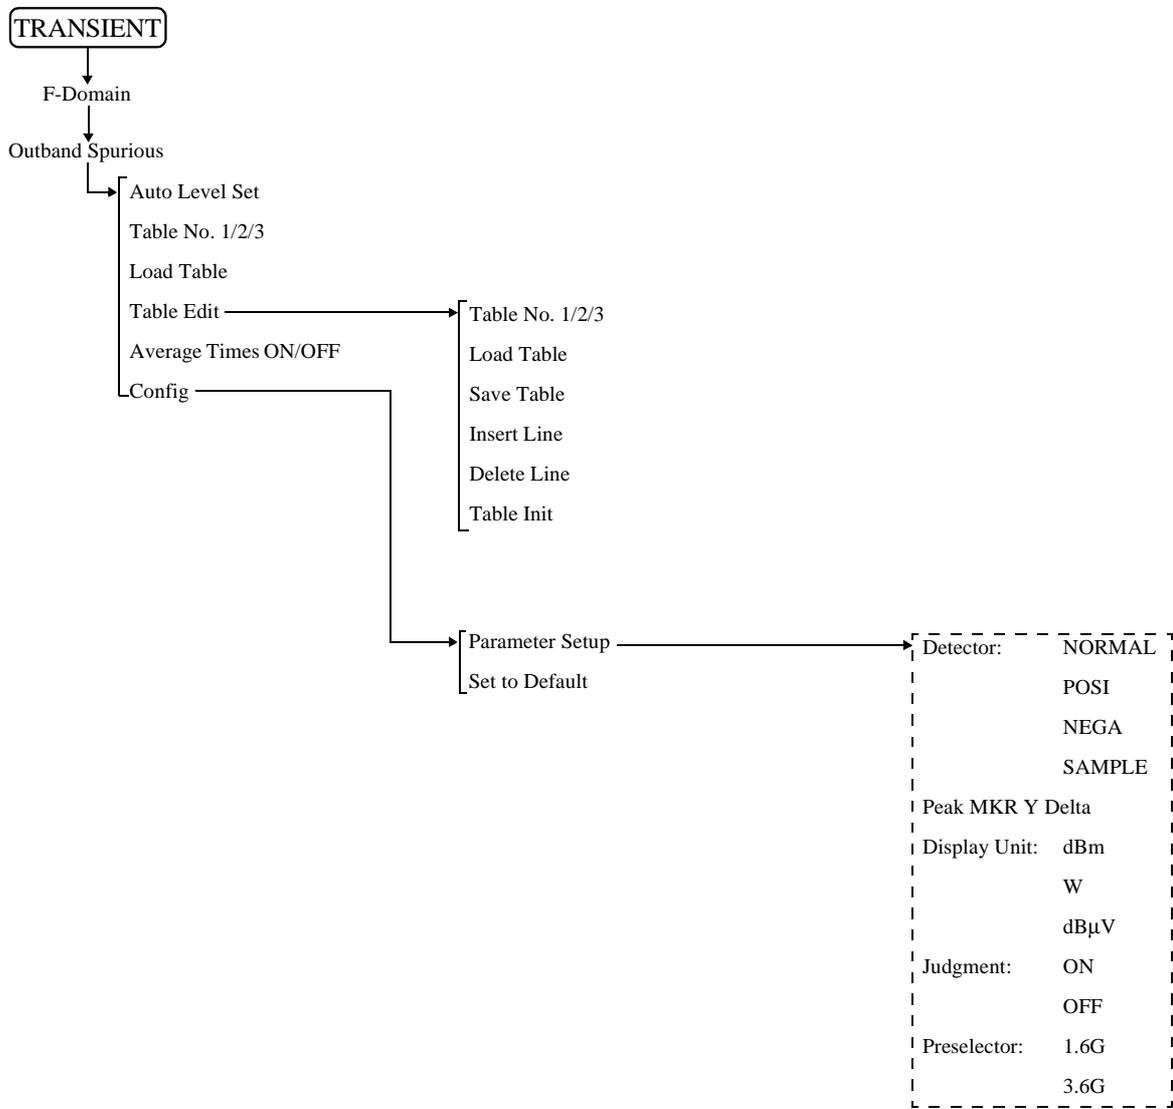 TRANSIENT
F-Domain
Outband Spurious
Auto Level Set
Table No. 1/2/3
Load Table
Table Edit
Average Times ON/OFF
Config
Table No. 1/2/3
Load Table
Save Table
Insert Line
Delete Line
Table Init
Parameter Setup
Set to Default
Detector: NORMAL
POSI
NEGA
SAMPLE
Peak MKR Y Delta
Display Unit: dBm
W
dBµV
Judgment: ON
OFF
Preselector: 1.6G
3.6G